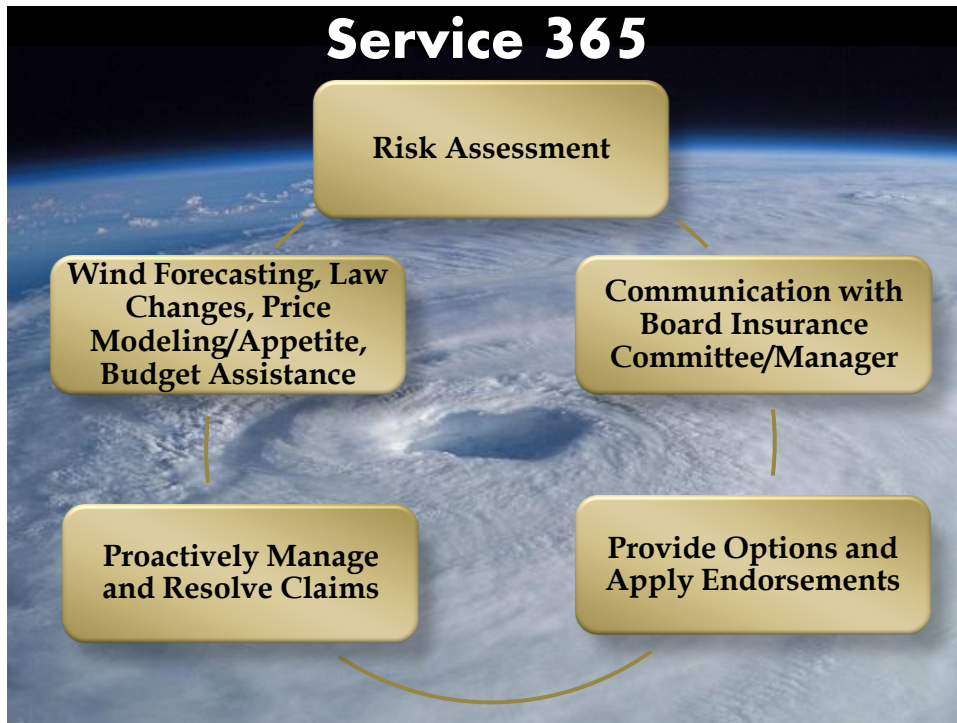 Service 365
Risk Assessment
Wind Forecasting, Law
Changes, Price
Modeling/Appetite,
Budget Assistance
Communication with
Board Insurance
Committee/Manager
Proactively Manage
and Resolve Claims
Provide Options and
Apply Endorsements